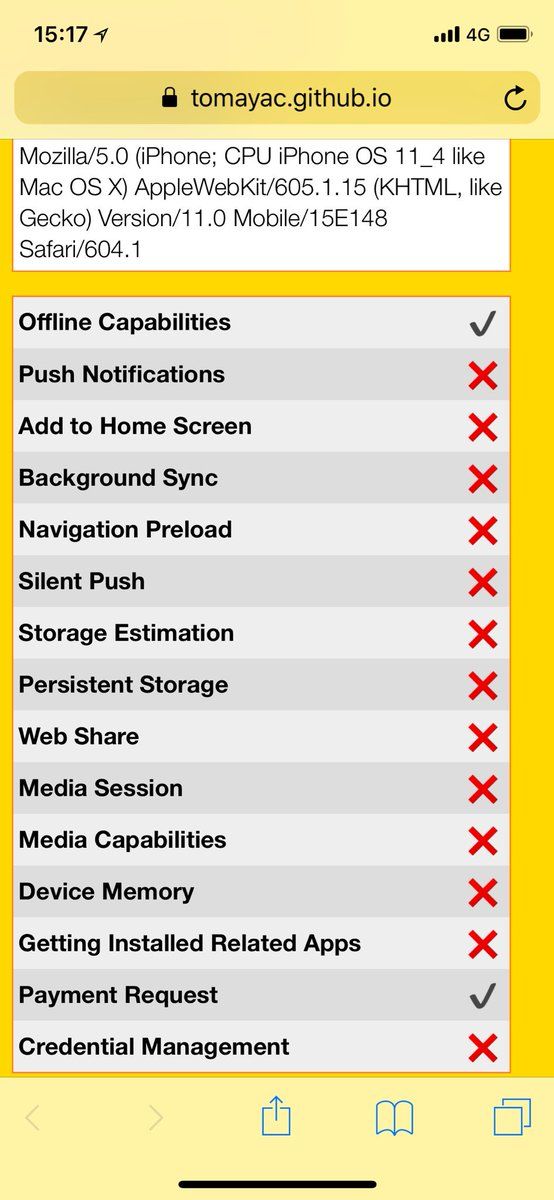 15:17
4G
tomayac.github.io
Mozilla/5.0 (iPhone; CPU iPhone OS 11_4 like
Mac OS X) AppleWebKit/605.1.15 (KHTML, like
Gecko) Version/11.0 Mobile/15E148
Safari/604.1
Offline Capabilities ✔
Push Notifications ❌
Add to Home Screen ❌
Background Sync ❌
Navigation Preload ❌
Silent Push ❌
Storage Estimation ❌
Persistent Storage ❌
Web Share ❌
Media Session ❌
Media Capabilities ❌
Device Memory ❌
Getting Installed Related Apps ❌
Payment Request ✔
Credential Management ❌